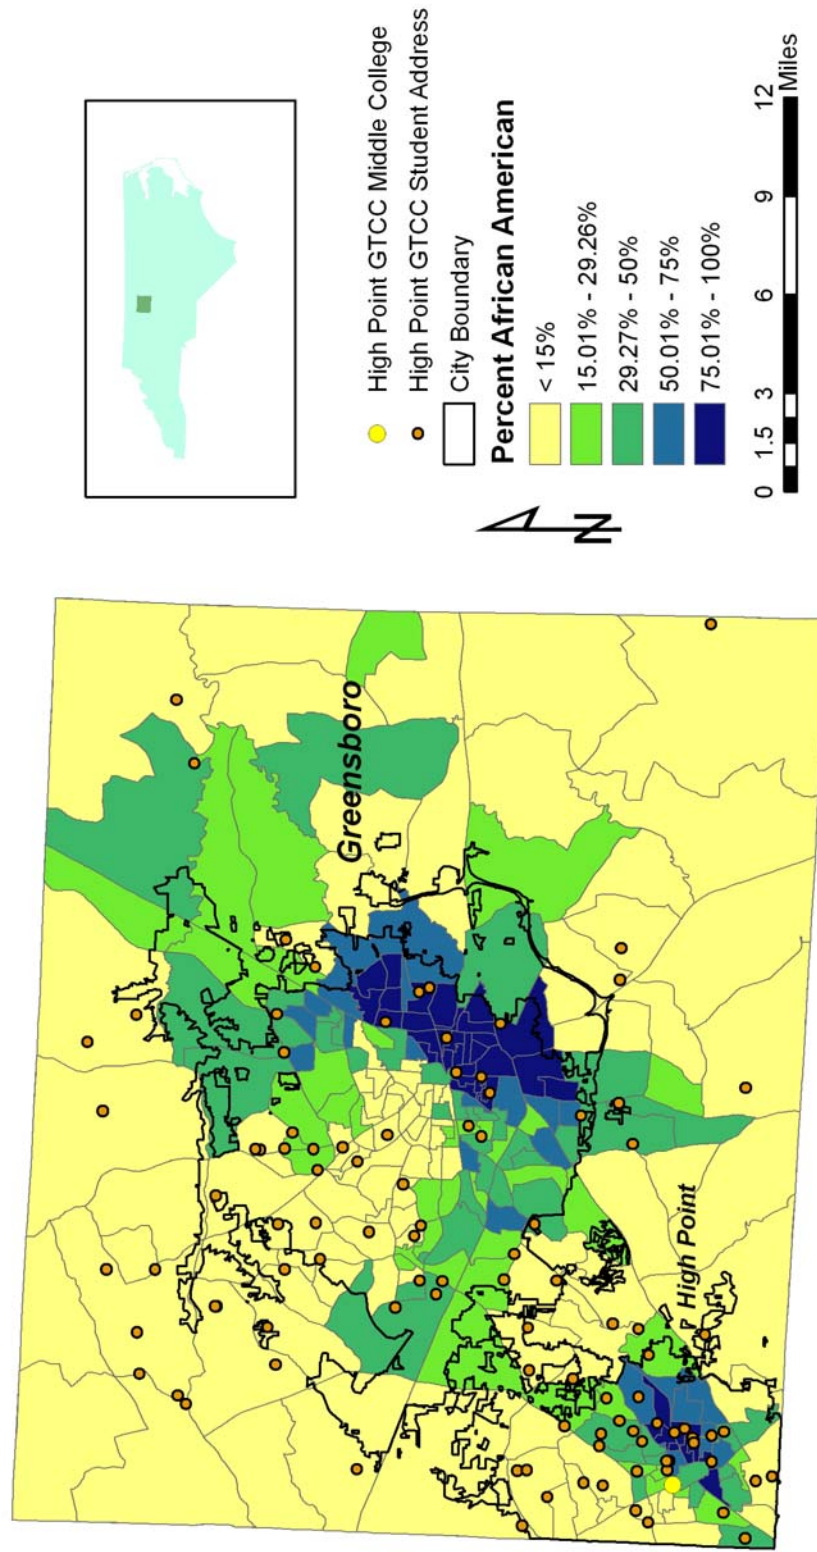 Greensboro
High Point
High Point GTCC Middle College
High Point GTCC Student Address
City Boundary
Percent African American
< 15%
15.01% - 29.26%
29.27% - 50%
50.01% - 75%
75.01% - 100%
N
0 1.5 3 6 9 12
Miles